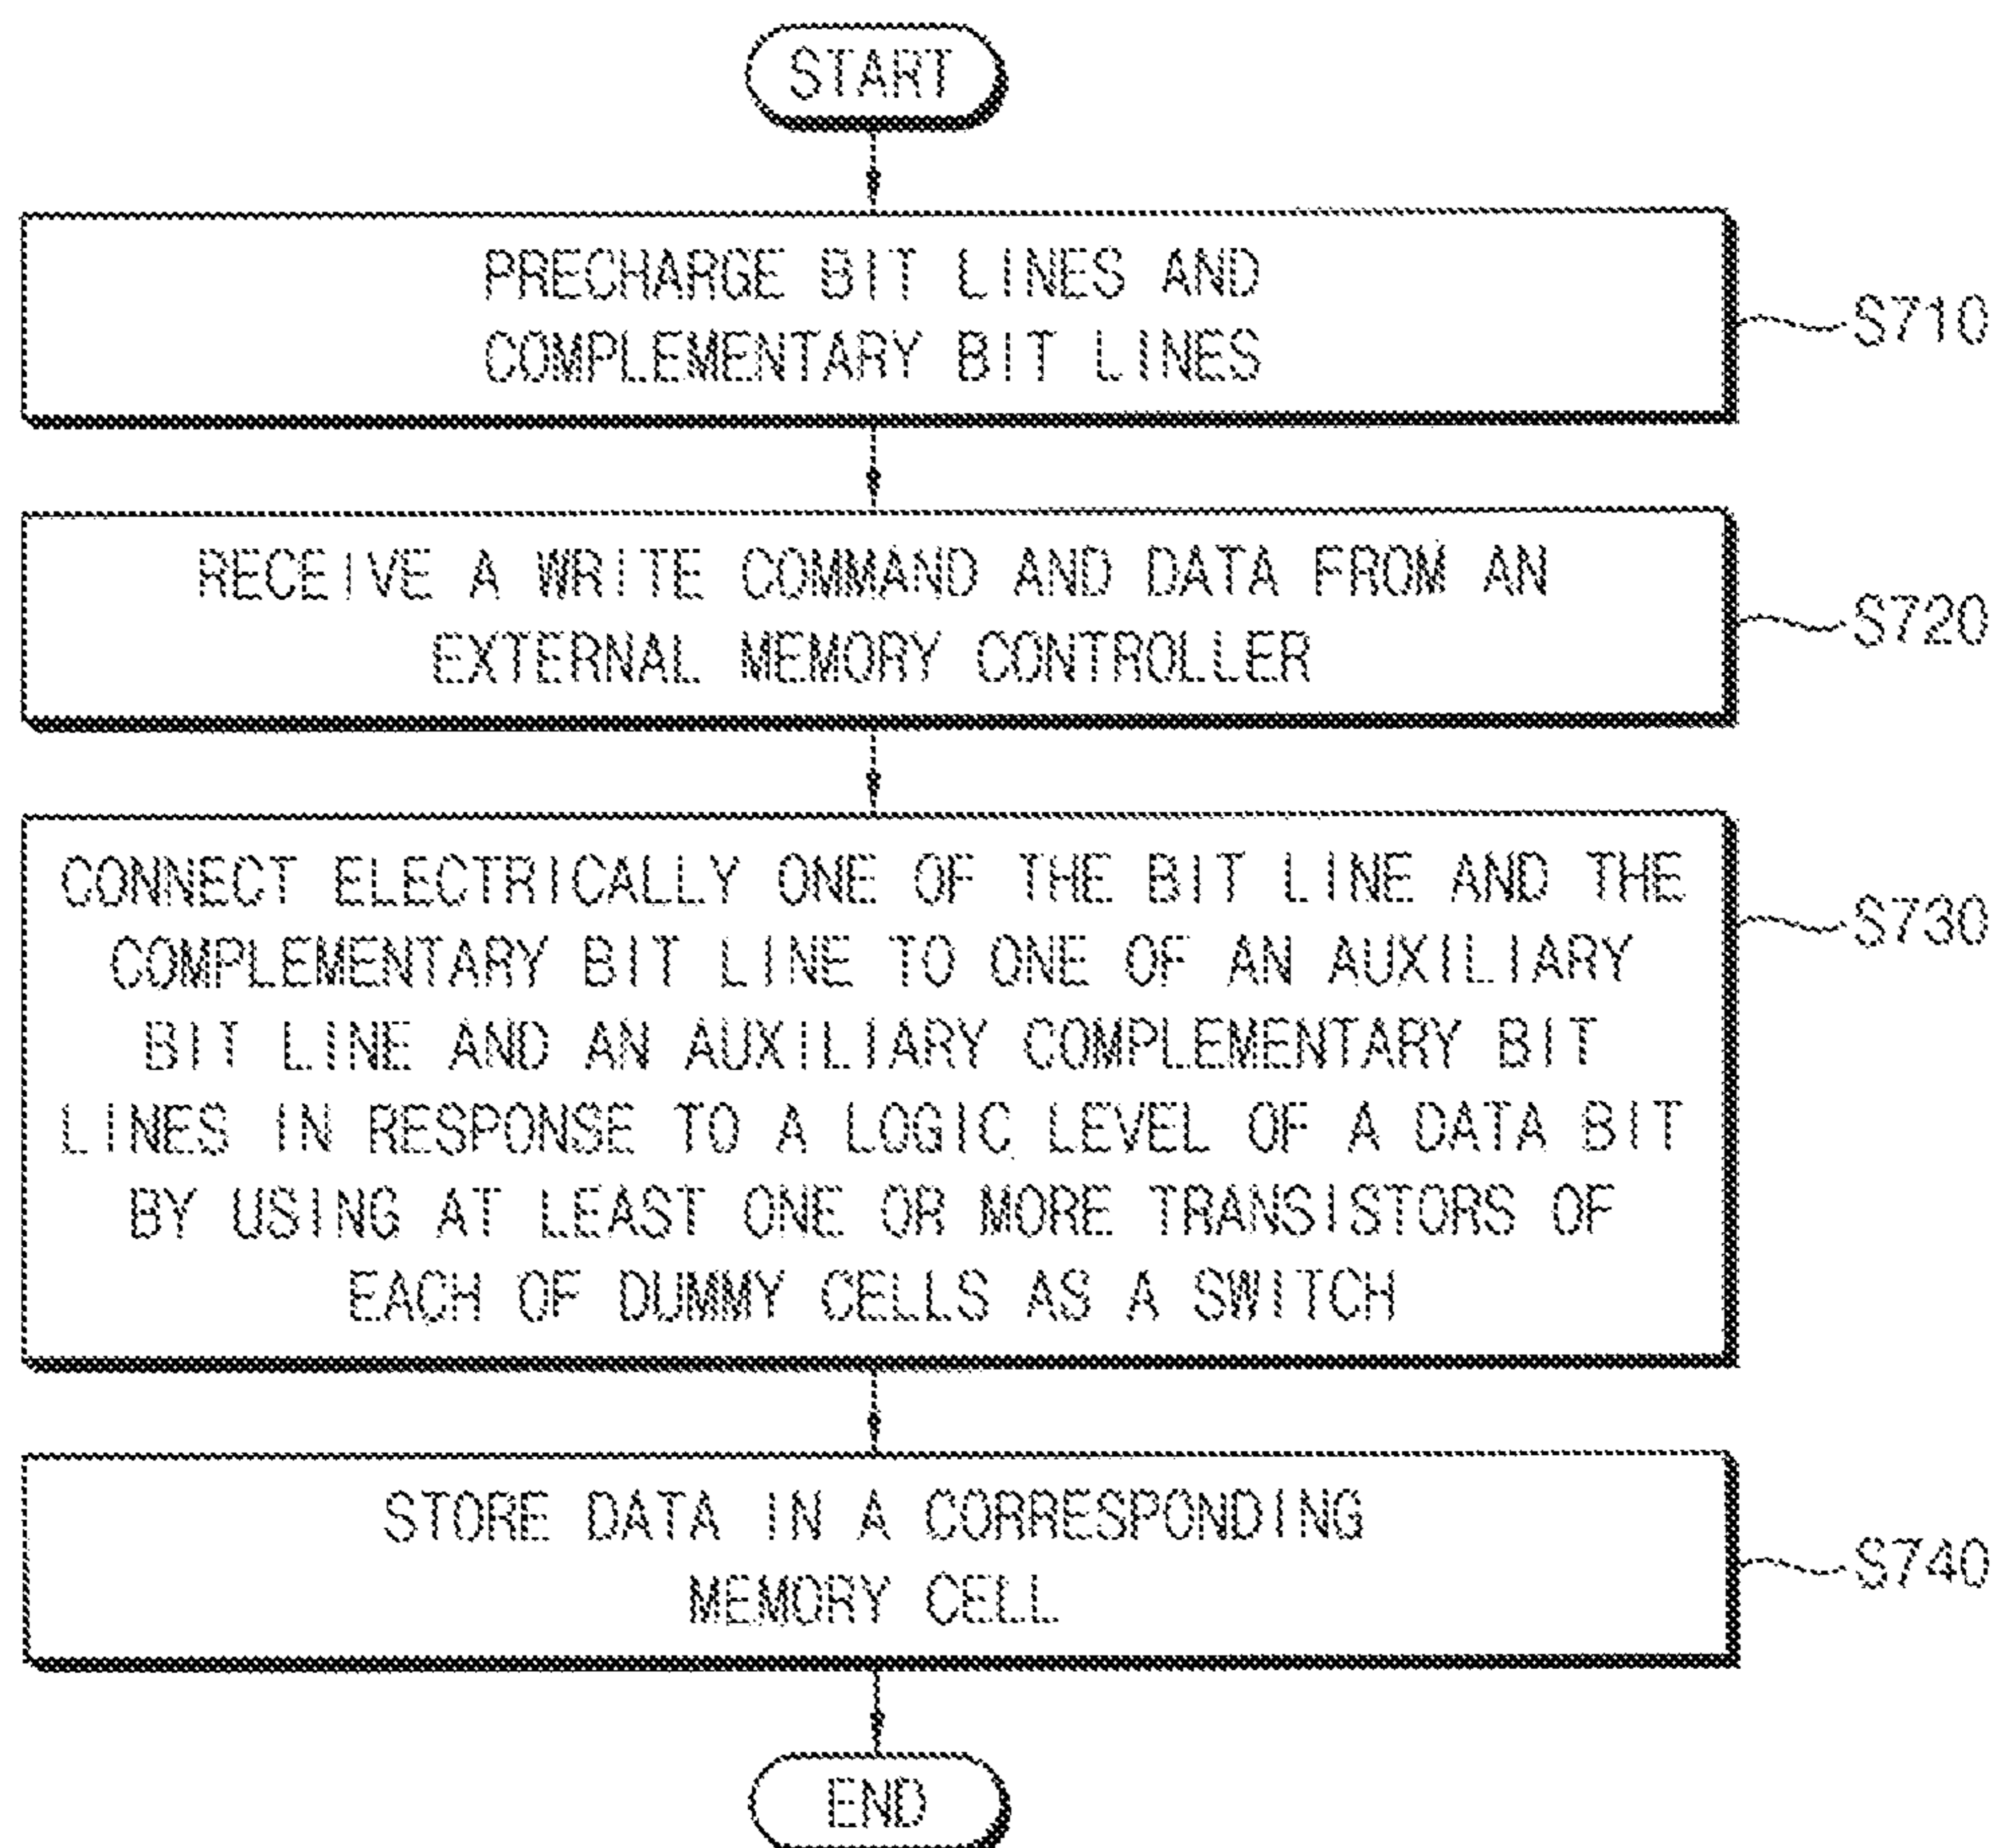 START
PRECHARGE BIT LINES AND
COMPLEMENTARY BIT LINES
S710
RECEIVE A WRITE COMMAND AND DATA FROM AN
EXTERNAL MEMORY CONTROLLER
S720
CONNECT ELECTRICALLY ONE OF THE BIT LINE AND THE
COMPLEMENTARY BIT LINE TO ONE OF AN AUXILIARY
BIT LINE AND AN AUXILIARY COMPLEMENTARY BIT
LINES IN RESPONSE TO A LOGIC LEVEL OF A DATA BIT
BY USING AT LEAST ONE OR MORE TRANSISTORS OF
EACH OF DUMMY CELLS AS A SWITCH
S730
STORE DATA IN A CORRESPONDING
MEMORY CELL
S740
END